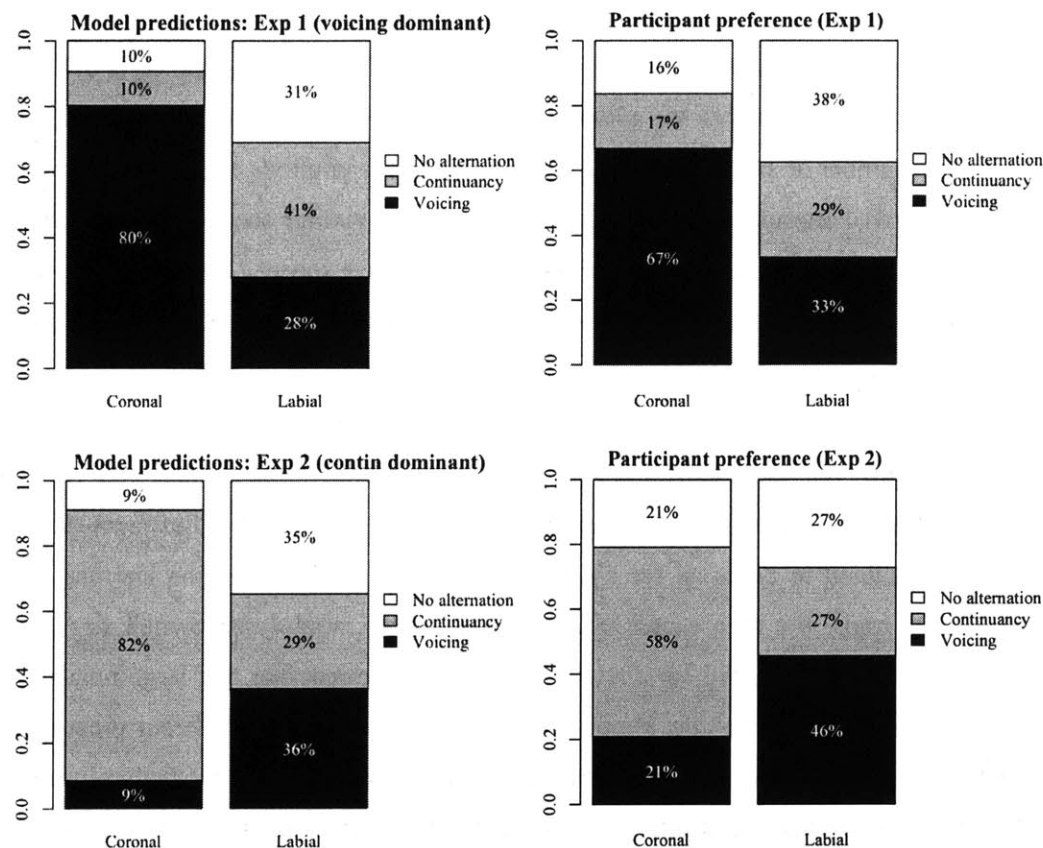 Model predictions: Exp 1 (voicing dominant)
1.0
0.8
0.6
0.4
0.2
0.0
10%
10%
80%
31%
41%
28%
Coronal
Labial
No alternation
Continuancy
Voicing
Participant preference (Exp 1)
1.0
0.8
0.6
0.4
0.2
0.0
16%
17%
67%
38%
29%
33%
Coronal
Labial
No alternation
Continuancy
Voicing
Model predictions: Exp 2 (contin dominant)
1.0
0.8
0.6
0.4
0.2
0.0
9%
82%
9%
35%
29%
36%
Coronal
Labial
No alternation
Continuancy
Voicing
Participant preference (Exp 2)
1.0
0.8
0.6
0.4
0.2
0.0
21%
58%
21%
27%
27%
46%
Coronal
Labial
No alternation
Continuancy
Voicing